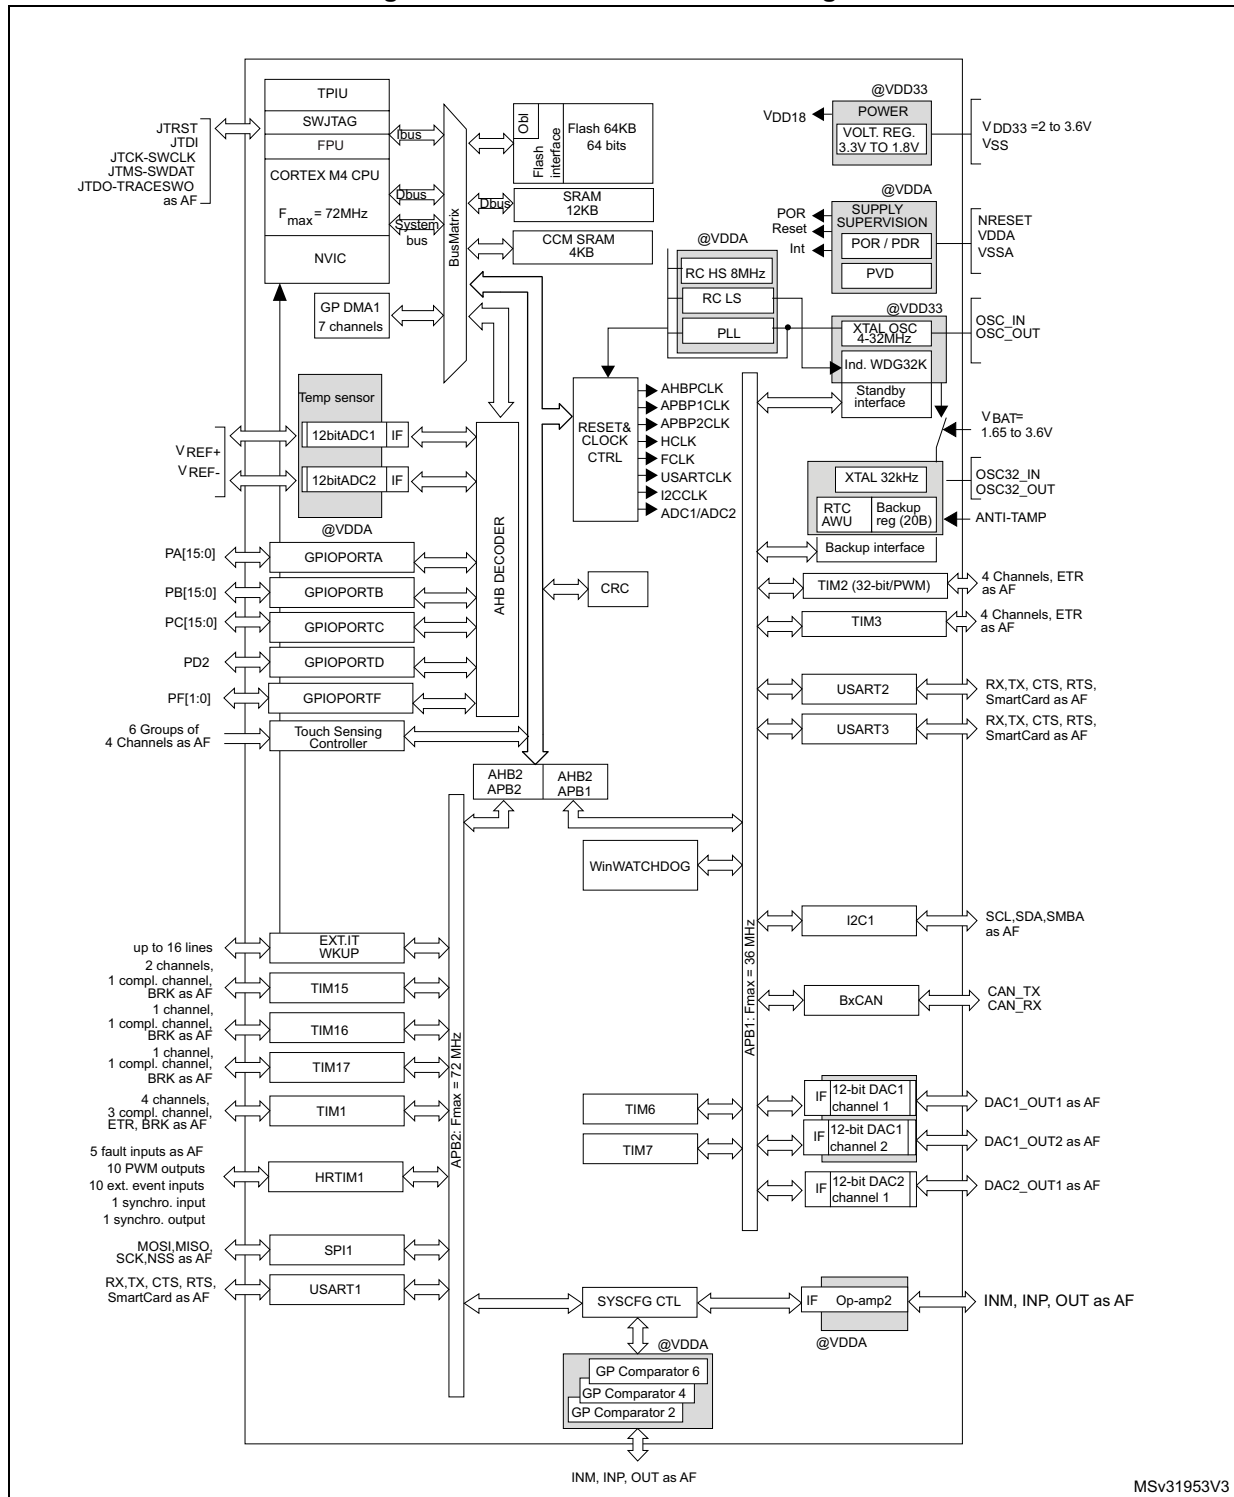 TPIU
SWJTAG
FPU
CORTEX M4 CPU
Fmax = 72MHz
NVIC
JTRST
JTDI
JTCK-SWCLK
JTMS-SWDAT
JTDO-TRACESWO
as AF
Ibus
Dbus
System
bus
BusMatrix
Obl
Flash
interface
Flash 64KB
64 bits
Dbus
SRAM
12KB
CCM SRAM
4KB
GP DMA1
7 channels
@VDD33
POWER
VOLT. REG.
3.3V TO 1.8V
VDD18
VDD33 =2 to 3.6V
VSS
@VDDA
SUPPLY
SUPERVISION
POR / PDR
PVD
POR
Reset
Int
NRESET
VDDA
VSSA
@VDDA
RC HS 8MHz
RC LS
PLL
@VDD33
XTAL OSC
4-32MHz
Ind. WDG32K
Standby
interface
OSC_IN
OSC_OUT
VBAT=
1.65 to 3.6V
XTAL 32kHz
RTC
AWU
Backup
reg (20B)
Backup interface
OSC32_IN
OSC32_OUT
ANTI-TAMP
RESET&
CLOCK
CTRL
AHBPCLK
APBP1CLK
APBP2CLK
HCLK
FCLK
USARTCLK
I2CCLK
ADC1/ADC2
Temp sensor
12bitADC1
IF
12bitADC2
IF
VREF+
VREF-
@VDDA
AHB DECODER
PA[15:0]
GPIOPORTA
PB[15:0]
GPIOPORTB
PC[15:0]
GPIOPORTC
PD2
GPIOPORTD
PF[1:0]
GPIOPORTF
6 Groups of
4 Channels as AF
Touch Sensing
Controller
CRC
TIM2 (32-bit/PWM)
4 Channels, ETR
as AF
TIM3
4 Channels, ETR
as AF
USART2
RX,TX, CTS, RTS,
SmartCard as AF
USART3
RX,TX, CTS, RTS,
SmartCard as AF
AHB2
APB2
AHB2
APB1
WinWATCHDOG
APB1: Fmax = 36 MHz
I2C1
SCL,SDA,SMBA
as AF
BxCAN
CAN_TX
CAN_RX
up to 16 lines
EXT.IT
WKUP
2 channels,
1 compl. channel,
BRK as AF
TIM15
1 channel,
1 compl. channel,
BRK as AF
TIM16
1 channel,
1 compl. channel,
BRK as AF
TIM17
4 channels,
3 compl. channel,
ETR, BRK as AF
TIM1
5 fault inputs as AF
10 PWM outputs
10 ext. event inputs
1 synchro. input
1 synchro. output
HRTIM1
MOSI,MISO,
SCK,NSS as AF
SPI1
RX,TX, CTS, RTS,
SmartCard as AF
USART1
APB2: Fmax = 72 MHz
TIM6
TIM7
IF
12-bit DAC1
channel 1
DAC1_OUT1 as AF
IF
12-bit DAC1
channel 2
DAC1_OUT2 as AF
IF
12-bit DAC2
channel 1
DAC2_OUT1 as AF
SYSCFG CTL
IF
Op-amp2
INM, INP, OUT as AF
@VDDA
@VDDA
GP Comparator 6
GP Comparator 4
GP Comparator 2
INM, INP, OUT as AF
MSv31953V3